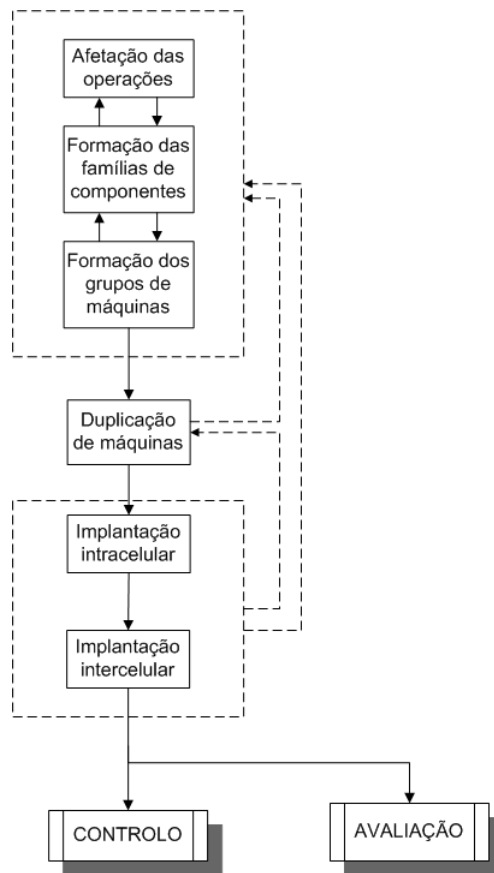 Afetação das
operações
Formação das
famílias de
componentes
Formação dos
grupos de
máquinas
Duplicação
de máquinas
Implantação
intracelular
Implantação
intercelular
CONTROLO
AVALIAÇÃO